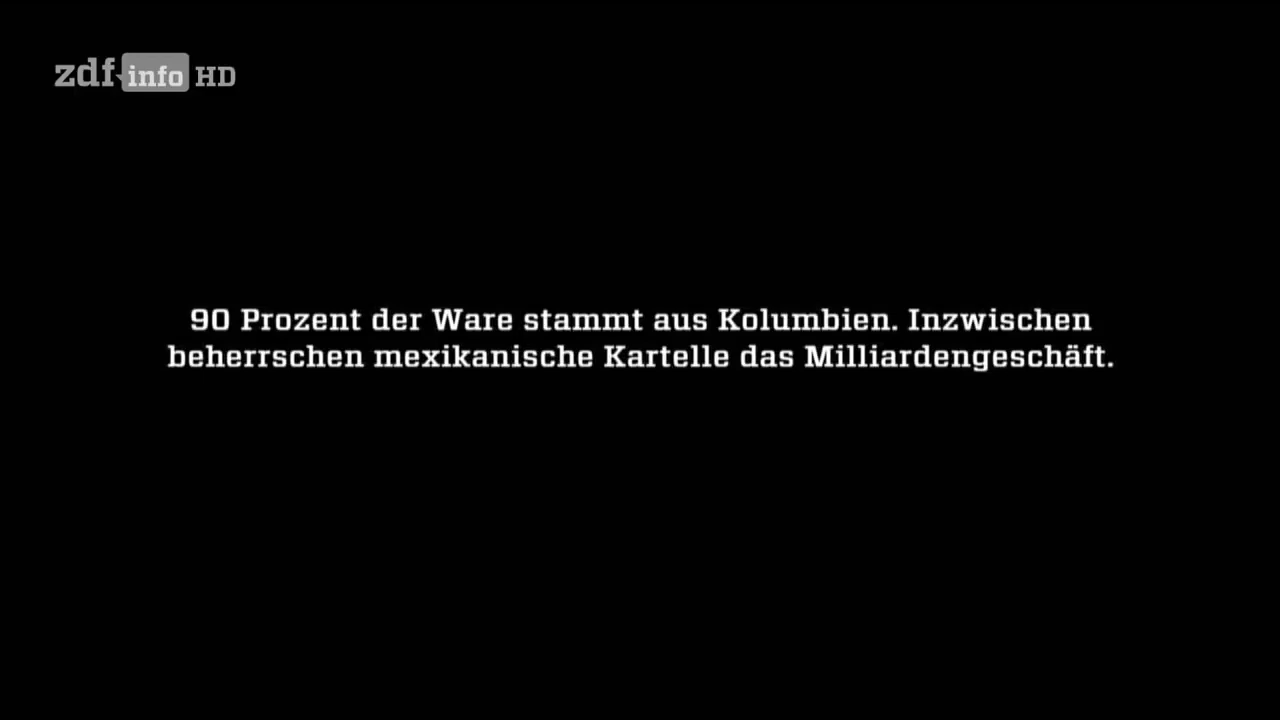 zdf info HD
90 Prozent der Ware stammt aus Kolumbien. Inzwischen
beherrschen mexikanische Kartelle das Milliardengeschäft.